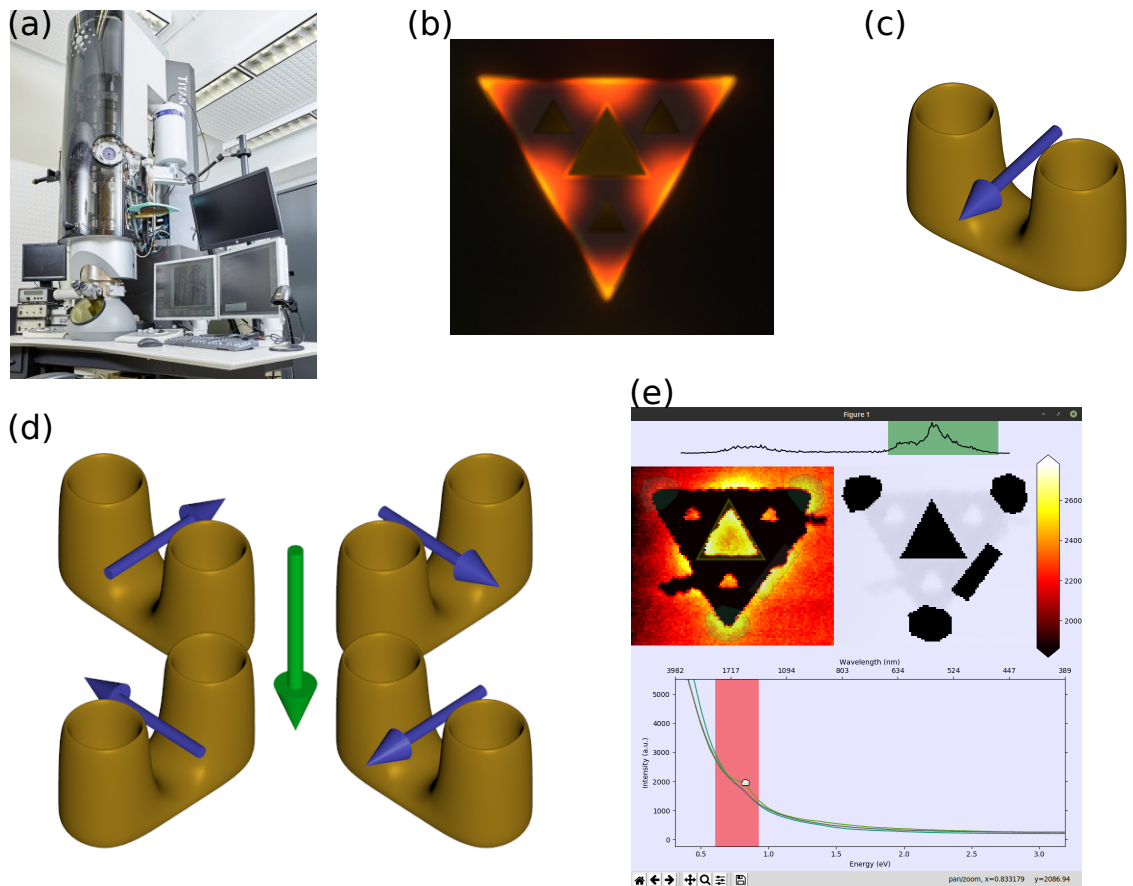 (a)
TITAN
(b)
(c)
(d)
(e)
Figure 1
2600
2400
2200
2000
Wavelength (nm)
3982 1717 1094 803 634 524 447 389
5000
4000
3000
2000
1000
0
Intensity (a.u.)
0.5 1.0 1.5 2.0 2.5 3.0
Energy (eV)
pan/zoom, x=0.833179 y=2086.94